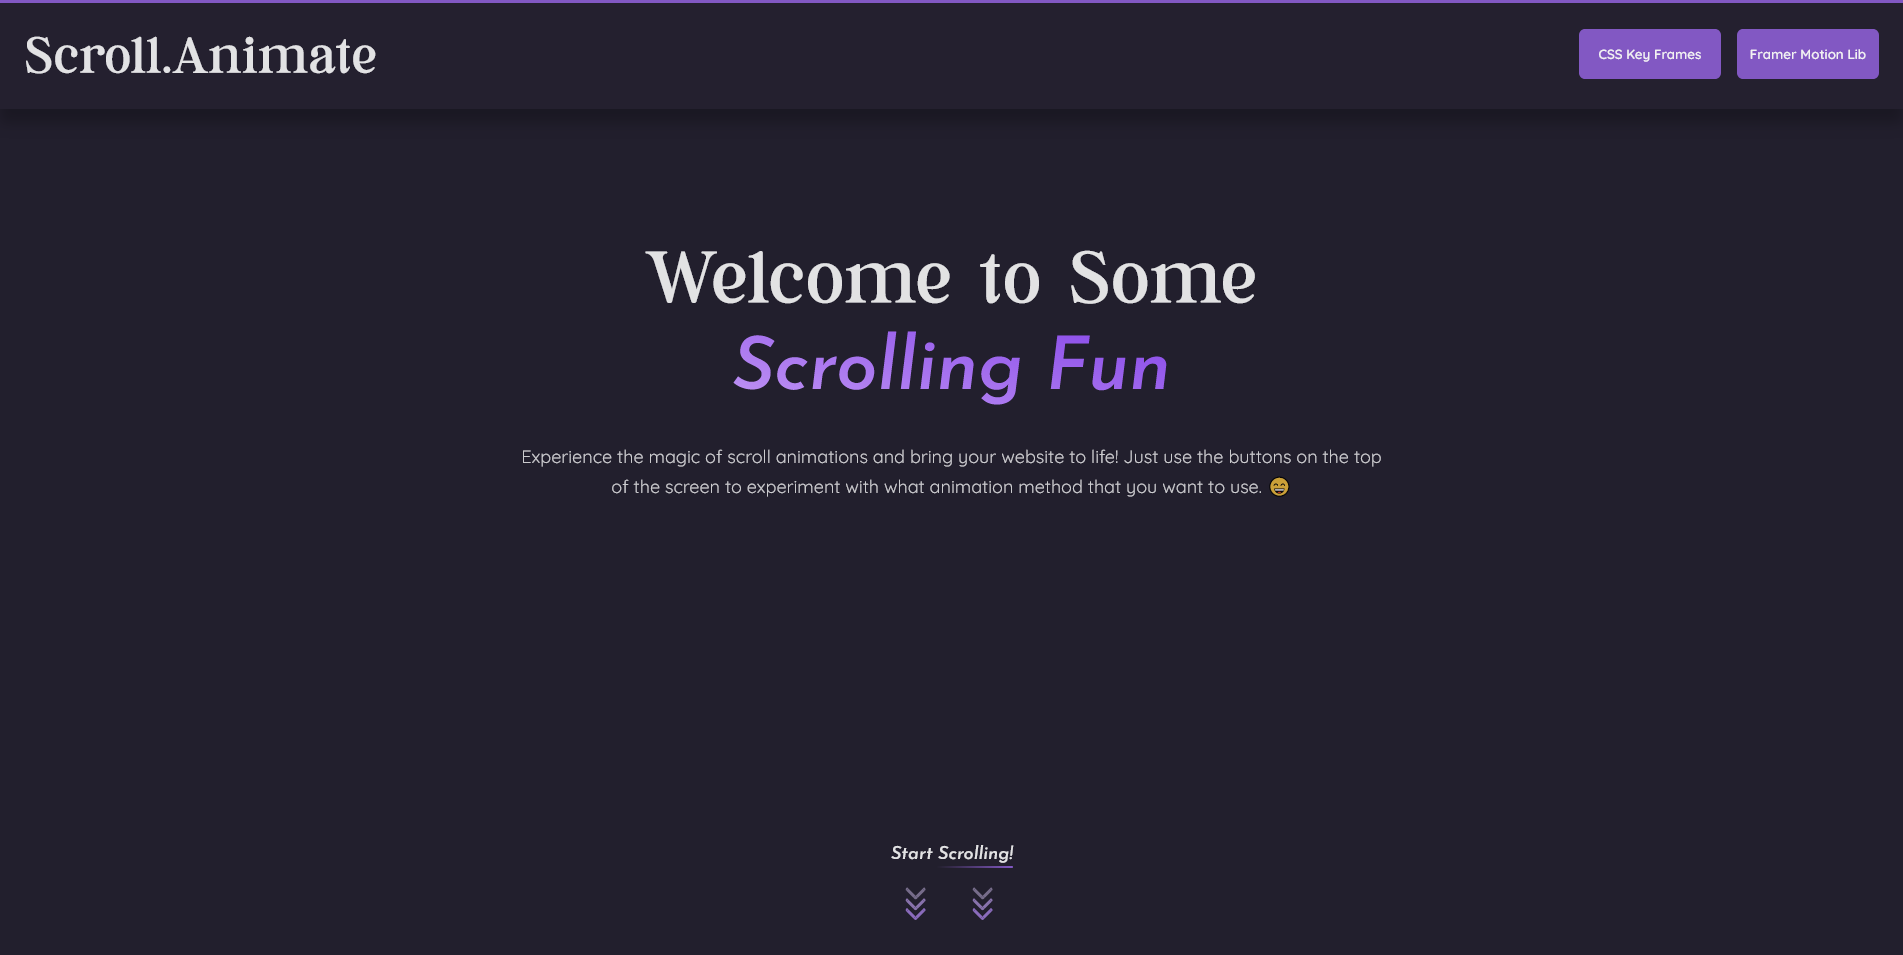 Scroll.Animate
CSS Key Frames
Framer Motion Lib
Welcome to Some
Scrolling Fun
Experience the magic of scroll animations and bring your website to life! Just use the buttons on the top
of the screen to experiment with what animation method that you want to use. 😄
Start Scrolling!